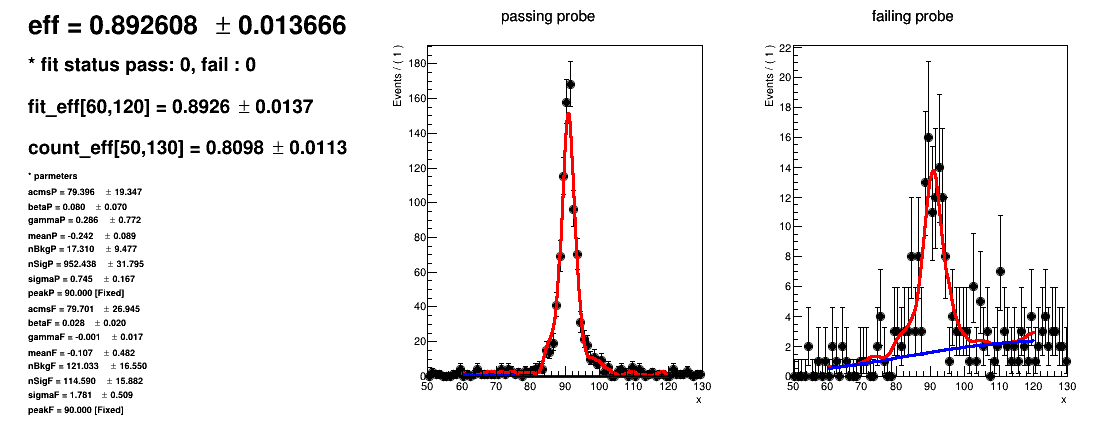 eff = 0.892608 ± 0.013666
* fit status pass: 0, fail : 0
fit_eff[60,120] = 0.8926 ± 0.0137
count_eff[50,130] = 0.8098 ± 0.0113
* parmeters
acmsP = 79.396 ± 19.347
betaP = 0.080 ± 0.070
gammaP = 0.286 ± 0.772
meanP = -0.242 ± 0.089
nBkgP = 17.310 ± 9.477
nSigP = 952.438 ± 31.795
sigmaP = 0.745 ± 0.167
peakP = 90.000 [Fixed]
acmsF = 79.701 ± 26.945
betaF = 0.028 ± 0.020
gammaF = -0.001 ± 0.017
meanF = -0.107 ± 0.482
nBkgF = 121.033 ± 16.550
nSigF = 114.590 ± 15.882
sigmaF = 1.781 ± 0.509
peakF = 90.000 [Fixed]
passing probe
Events / ( 1 )
180
160
140
120
100
80
60
40
20
0
50 60 70 80 90 100 110 120 130
x
failing probe
Events / ( 1 )
22
20
18
16
14
12
10
8
6
4
2
0
50 60 70 80 90 100 110 120 130
x